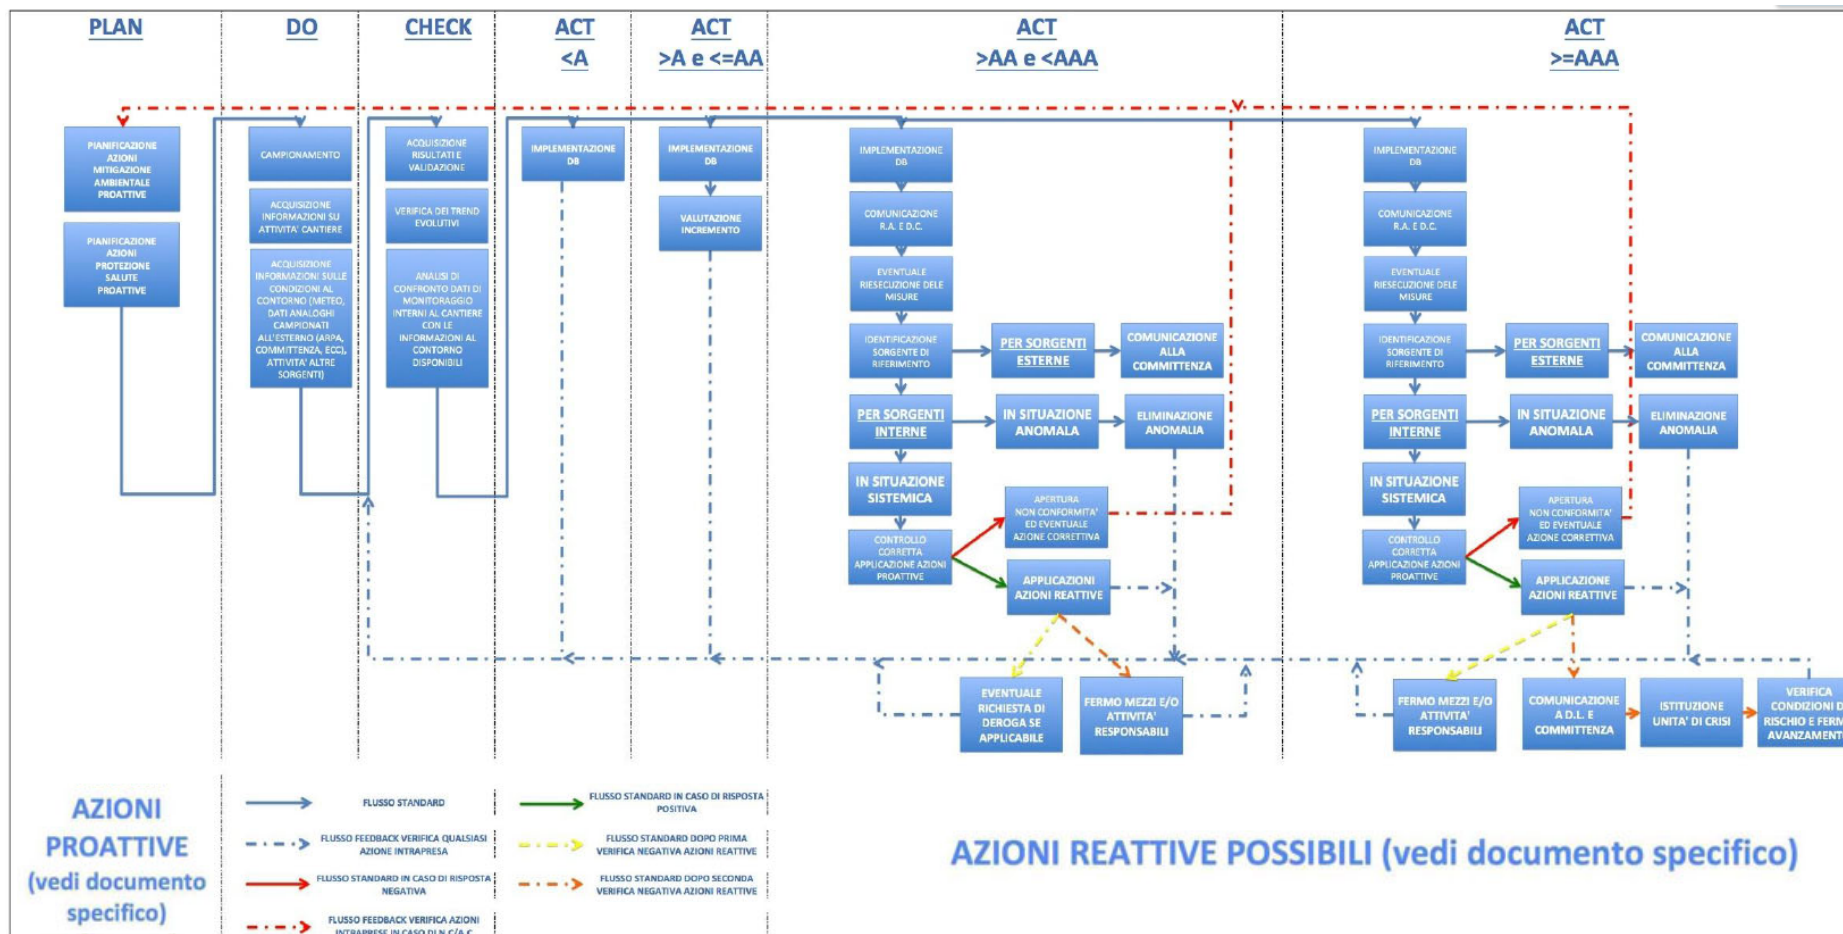 PLAN
DO
CHECK
ACT
<A
ACT
>A e <=AA
ACT
>AA e <AAA
ACT
>=AAA
PIANIFICAZIONE
AZIONI
MITIGAZIONE
AMBIENTALE
PROATTIVE
PIANIFICAZIONE
AZIONI
PROTEZIONE
SALUTE
PROATTIVE
CAMPIONAMENTO
ACQUISIZIONE
INFORMAZIONI SU
ATTIVITA' CANTIERE
ACQUISIZIONE
INFORMAZIONI SULLE
CONDIZIONI AL
CONTORNO (METEO,
DATI ANALOGHI
CAMPIONATI
ALL'ESTERNO (ARPA,
COMMITTENZA, ECC),
ATTIVITA' ALTRE
SORGENTI)
ACQUISIZIONE
RISULTATI E
VALIDAZIONE
VERIFICA DEI TREND
EVOLUTIVI
ANALISI DI
CONFRONTO DATI DI
MONITORAGGIO
INTERNI AL CANTIERE
CON LE
INFORMAZIONI AL
CONTORNO
DISPONIBILI
IMPLEMENTAZIONE
DB
IMPLEMENTAZIONE
DB
VALUTAZIONE
INCREMENTO
IMPLEMENTAZIONE
DB
COMUNICAZIONE
R.A. E D.C.
EVENTUALE
RIESECUZIONE DELE
MISURE
IDENTIFICAZIONE
SORGENTE DI
RIFERIMENTO
PER SORGENTI
ESTERNE
COMUNICAZIONE
ALLA
COMMITTENZA
PER SORGENTI
INTERNE
IN SITUAZIONE
ANOMALA
ELIMINAZIONE
ANOMALIA
IN SITUAZIONE
SISTEMICA
CONTROLLO
CORRETTA
APPLICAZIONE AZIONI
PROATTIVE
APERTURA
NON CONFORMITA'
ED EVENTUALE
AZIONE CORRETTIVA
APPLICAZIONI
AZIONI REATTIVE
EVENTUALE
RICHIESTA DI
DEROGA SE
APPLICABILE
FERMO MEZZI E/O
ATTIVITA'
RESPONSABILI
IMPLEMENTAZIONE
DB
COMUNICAZIONE
R.A. E D.C.
EVENTUALE
RIESECUZIONE DELE
MISURE
IDENTIFICAZIONE
SORGENTE DI
RIFERIMENTO
PER SORGENTI
ESTERNE
COMUNICAZIONE
ALLA
COMMITTENZA
PER SORGENTI
INTERNE
IN SITUAZIONE
ANOMALA
ELIMINAZIONE
ANOMALIA
IN SITUAZIONE
SISTEMICA
CONTROLLO
CORRETTA
APPLICAZIONE AZIONI
PROATTIVE
APERTURA
NON CONFORMITA'
ED EVENTUALE
AZIONE CORRETTIVA
APPLICAZIONE
AZIONI REATTIVE
FERMO MEZZI E/O
ATTIVITA'
RESPONSABILI
COMUNICAZIONE
A D.L. E
COMMITTENZA
ISTITUZIONE
UNITA' DI CRISI
VERIFICA
CONDIZIONI D
RISCHIO E FERM
AVANZAMENT
AZIONI
PROATTIVE
(vedi documento
specifico)
FLUSSO STANDARD
FLUSSO FEEDBACK VERIFICA QUALSIASI
AZIONE INTRAPRESA
FLUSSO STANDARD IN CASO DI RISPOSTA
NEGATIVA
FLUSSO FEEDBACK VERIFICA AZIONI
INTRAPRESE IN CASO DI N.C/A.C.
FLUSSO STANDARD IN CASO DI RISPOSTA
POSITIVA
FLUSSO STANDARD DOPO PRIMA
VERIFICA NEGATIVA AZIONI REATTIVE
FLUSSO STANDARD DOPO SECONDA
VERIFICA NEGATIVA AZIONI REATTIVE
AZIONI REATTIVE POSSIBILI (vedi documento specifico)